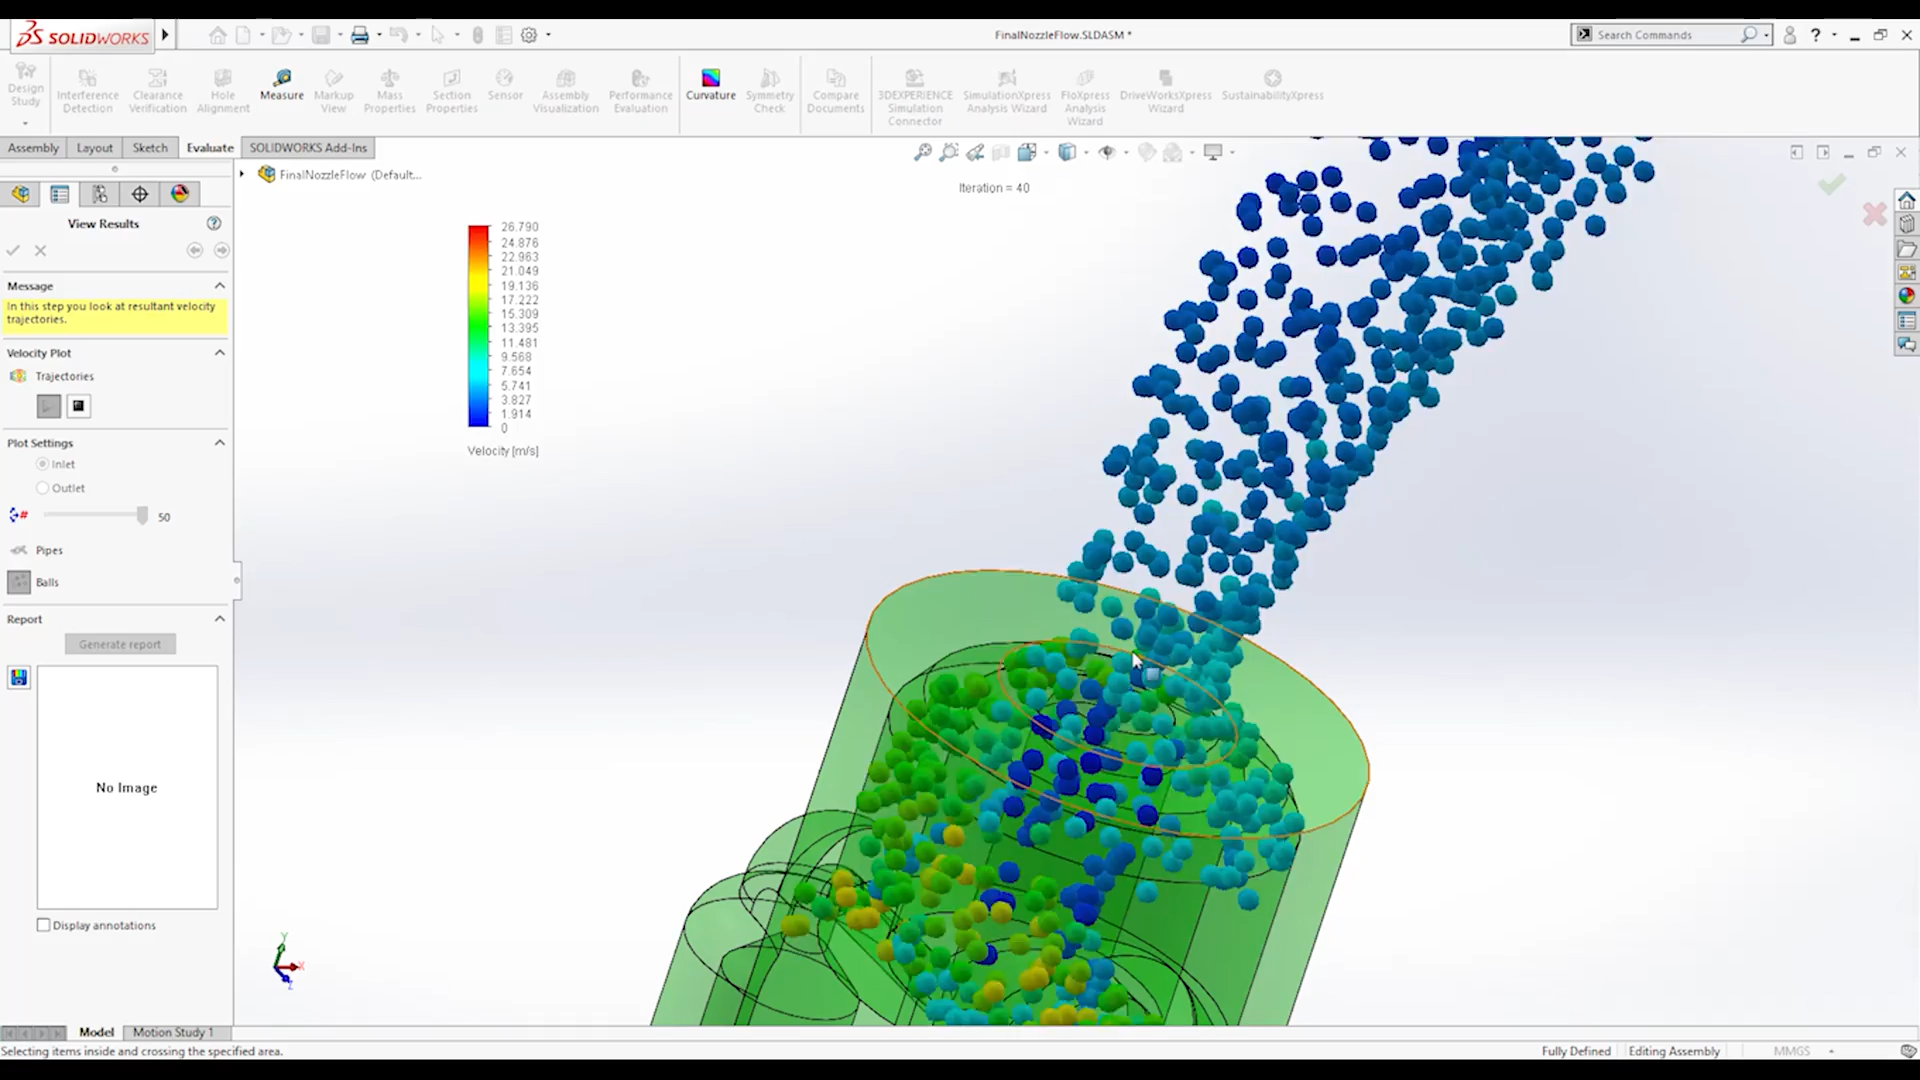 SOLIDWORKS
FinalNozzleFlow.SLDASM *
Search Commands
?
Design
Study
Interference
Detection
Clearance
Verification
Hole
Alignment
Measure
Markup
View
Mass
Properties
Section
Properties
Sensor
Assembly
Visualization
Performance
Evaluation
Curvature
Symmetry
Check
Compare
Documents
3DEXPERIENCE
Simulation
Connector
SimulationXpress
Analysis Wizard
FloXpress
Analysis
Wizard
DriveWorksXpress
Wizard
SustainabilityXpress
Assembly
Layout
Sketch
Evaluate
SOLIDWORKS Add-Ins
FinalNozzleFlow (Default...
Iteration = 40
View Results
Message
In this step you look at resultant velocity
trajectories.
Velocity Plot
Trajectories
Plot Settings
Inlet
Outlet
50
Pipes
Balls
Report
Generate report
No Image
Display annotations
26.790
24.876
22.963
21.049
19.136
17.222
15.309
13.395
11.481
9.568
7.654
5.741
3.827
1.914
0
Velocity [m/s]
Y
X
Z
Model
Motion Study 1
Selecting items inside and crossing the specified area.
Fully Defined
Editing Assembly
MMGS